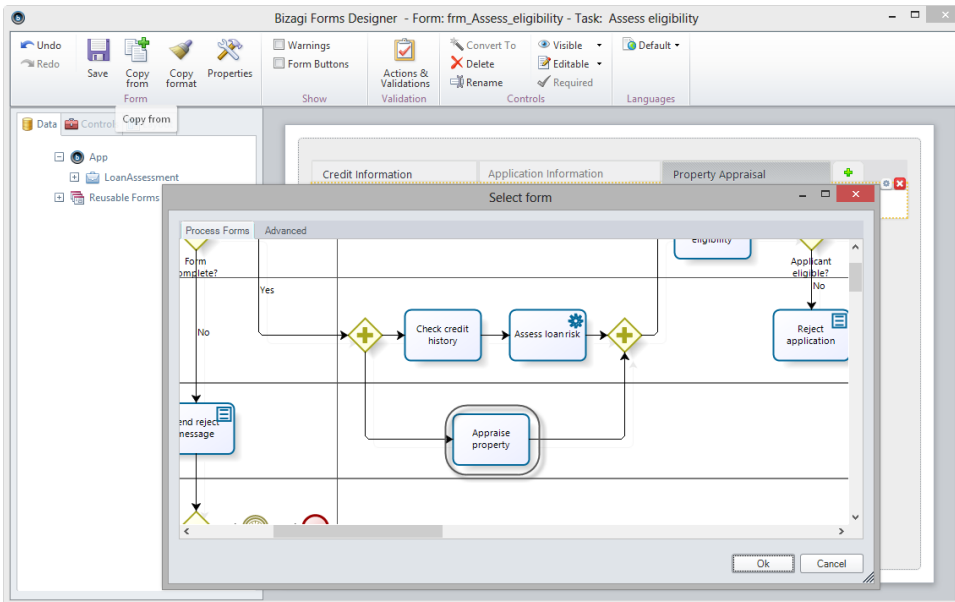 Bizagi Forms Designer - Form: frm_Assess_eligibility - Task: Assess eligibility
Undo
Redo
Save
Copy from
Copy format
Properties
Form
Warnings
Form Buttons
Show
Actions & Validations
Validation
Convert To
Delete
Rename
Visible
Editable
Required
Controls
Default
Languages
Data
Control
Copy from
App
LoanAssessment
Reusable Forms
Credit Information
Application Information
Property Appraisal
Select form
Process Forms
Advanced
eligibility
Form
mplete?
Yes
No
Check credit
history
Assess loan risk
Applicant
eligible?
No
Reject
application
end reject
message
Appraise
property
Ok
Cancel